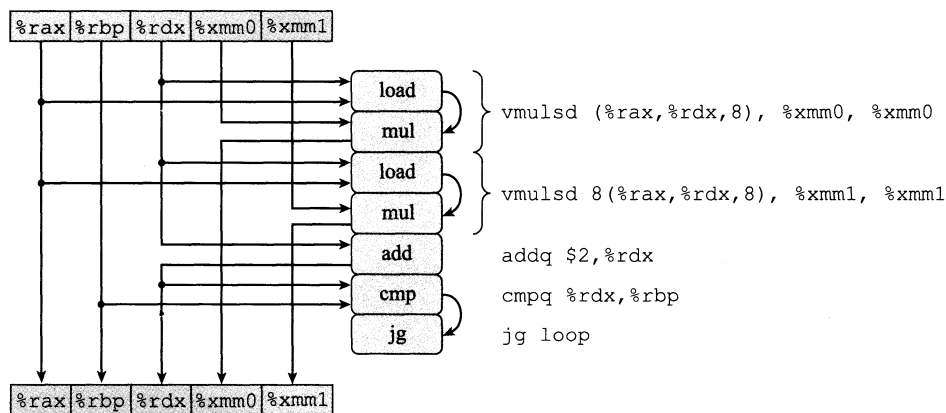 %rax %rbp %rdx %xmm0 %xmm1
load
mul
vmulsd (%rax,%rdx,8), %xmm0, %xmm0
load
mul
vmulsd 8(%rax,%rdx,8), %xmm1, %xmm1
add
addq $2,%rdx
cmp
cmpq %rdx,%rbp
jg
jg loop
%rax %rbp %rdx %xmm0 %xmm1